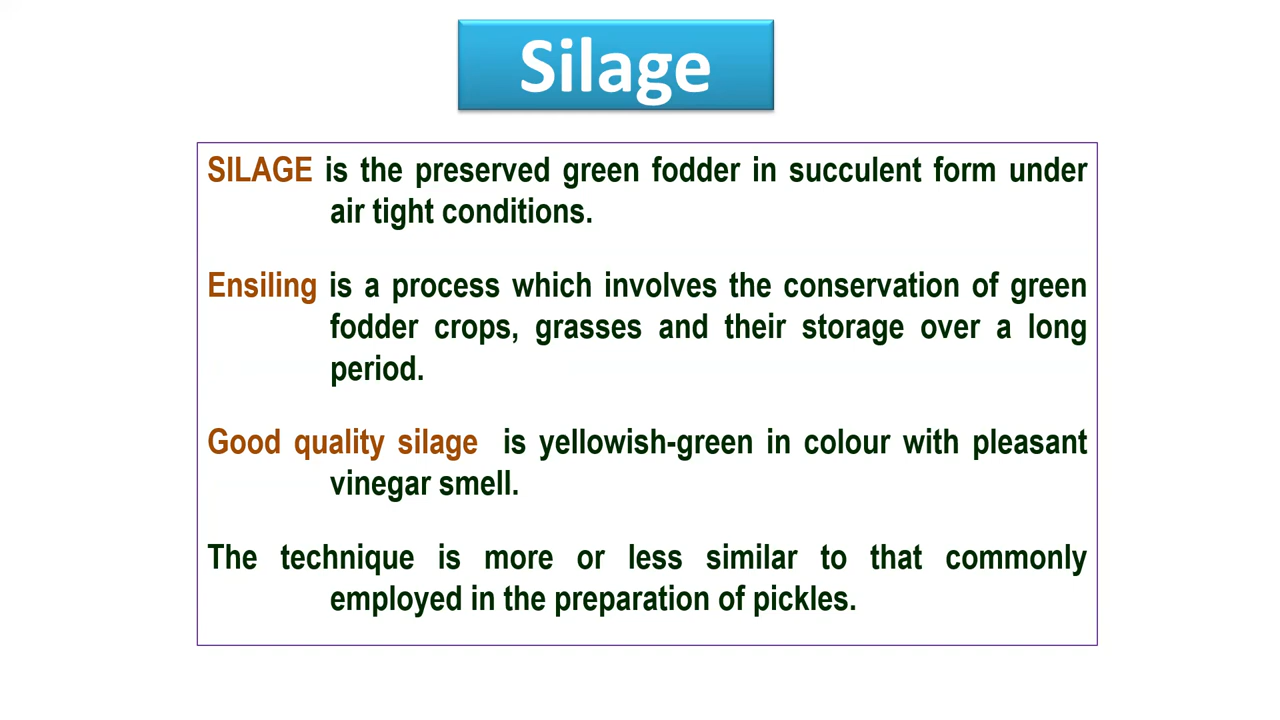 Silage
SILAGE is the preserved green fodder in succulent form under
air tight conditions.
Ensiling is a process which involves the conservation of green
fodder crops, grasses and their storage over a long
period.
Good quality silage is yellowish-green in colour with pleasant
vinegar smell.
The technique is more or less similar to that commonly
employed in the preparation of pickles.